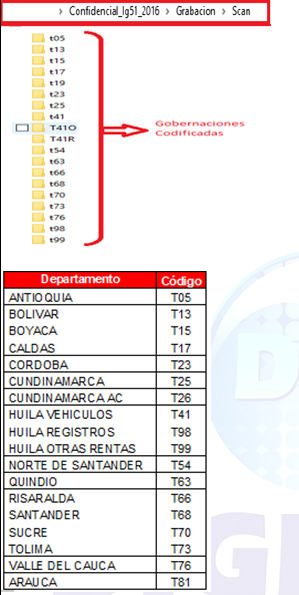 › Confidencial_lg51_2016 › Grabacion › Scan
t05
t13
t15
t17
t19
t23
t25
t41
T41O
T41R
t54
t63
t66
t68
t70
t73
t76
t98
t99
Gobernaciones
Codificadas
Departamento Código
ANTIOQUIA T05
BOLIVAR T13
BOYACA T15
CALDAS T17
CORDOBA T23
CUNDINAMARCA T25
CUNDINAMARCA AC T26
HUILA VEHICULOS T41
HUILA REGISTROS T98
HUILA OTRAS RENTAS T99
NORTE DE SANTANDER T54
QUINDIO T63
RISARALDA T66
SANTANDER T68
SUCRE T70
TOLIMA T73
VALLE DEL CAUCA T76
ARAUCA T81